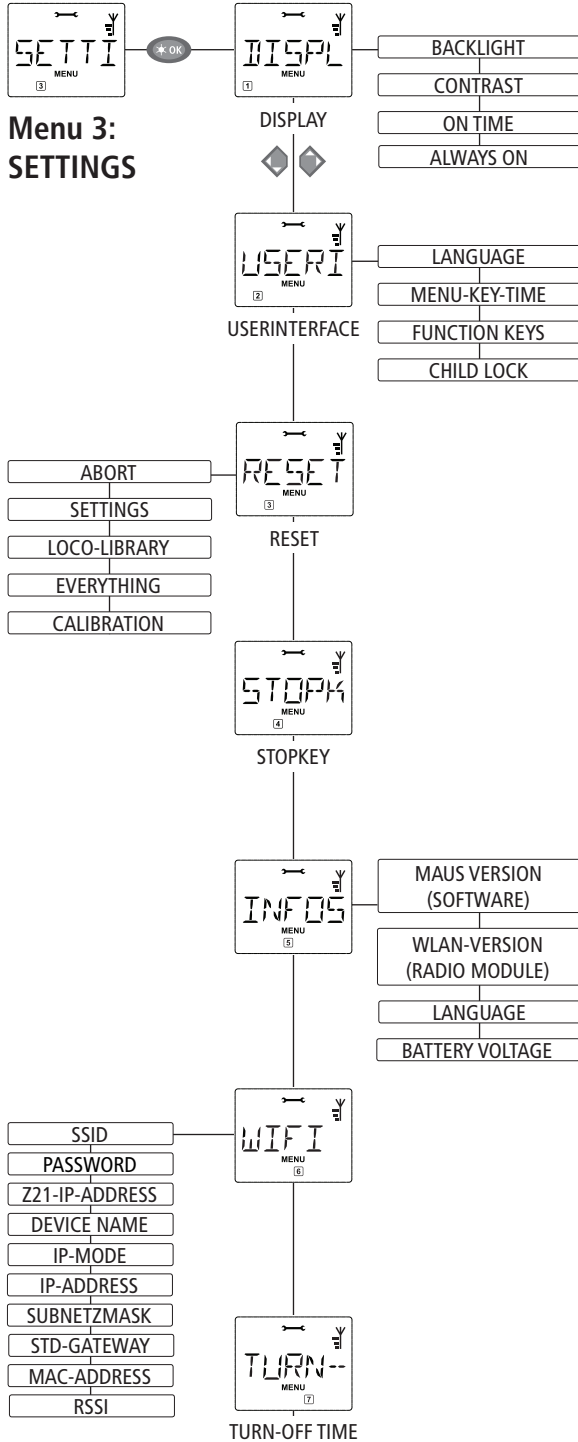 SETTI
MENU
3
OK
Menu 3:
SETTINGS
DISPL
MENU
1
DISPLAY
BACKLIGHT
CONTRAST
ON TIME
ALWAYS ON
USERI
MENU
2
USERINTERFACE
LANGUAGE
MENU-KEY-TIME
FUNCTION KEYS
CHILD LOCK
RESET
MENU
3
RESET
ABORT
SETTINGS
LOCO-LIBRARY
EVERYTHING
CALIBRATION
STOPK
MENU
4
STOPKEY
INFOS
MENU
5
MAUS VERSION
(SOFTWARE)
WLAN-VERSION
(RADIO MODULE)
LANGUAGE
BATTERY VOLTAGE
WIFI
MENU
6
SSID
PASSWORD
Z21-IP-ADDRESS
DEVICE NAME
IP-MODE
IP-ADDRESS
SUBNETZMASK
STD-GATEWAY
MAC-ADDRESS
RSSI
TURN--
MENU
7
TURN-OFF TIME